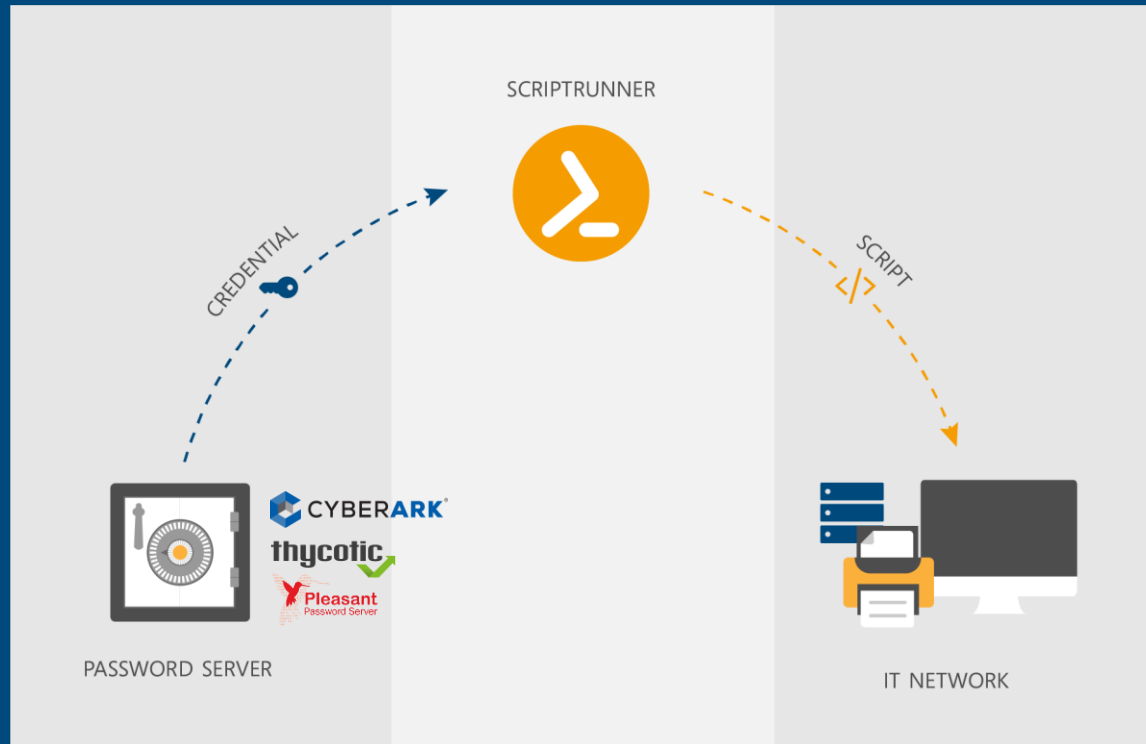 SCRIPTRUNNER
CREDENTIAL
SCRIPT
</>
CYBERARK®
thycotic
Pleasant
Password Server
PASSWORD SERVER
IT NETWORK